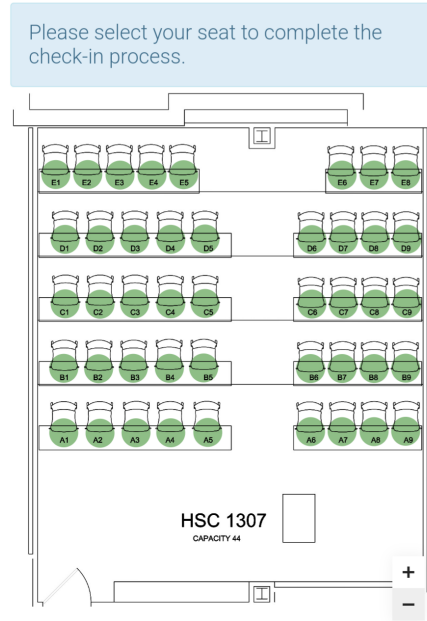 Please select your seat to complete the
check-in process.
E1 E2 E3 E4 E5 E6 E7 E8
D1 D2 D3 D4 D5 D6 D7 D8 D9
C1 C2 C3 C4 C5 C6 C7 C8 C9
B1 B2 B3 B4 B5 B6 B7 B8 B9
A1 A2 A3 A4 A5 A6 A7 A8 A9
HSC 1307
CAPACITY 44
+
−